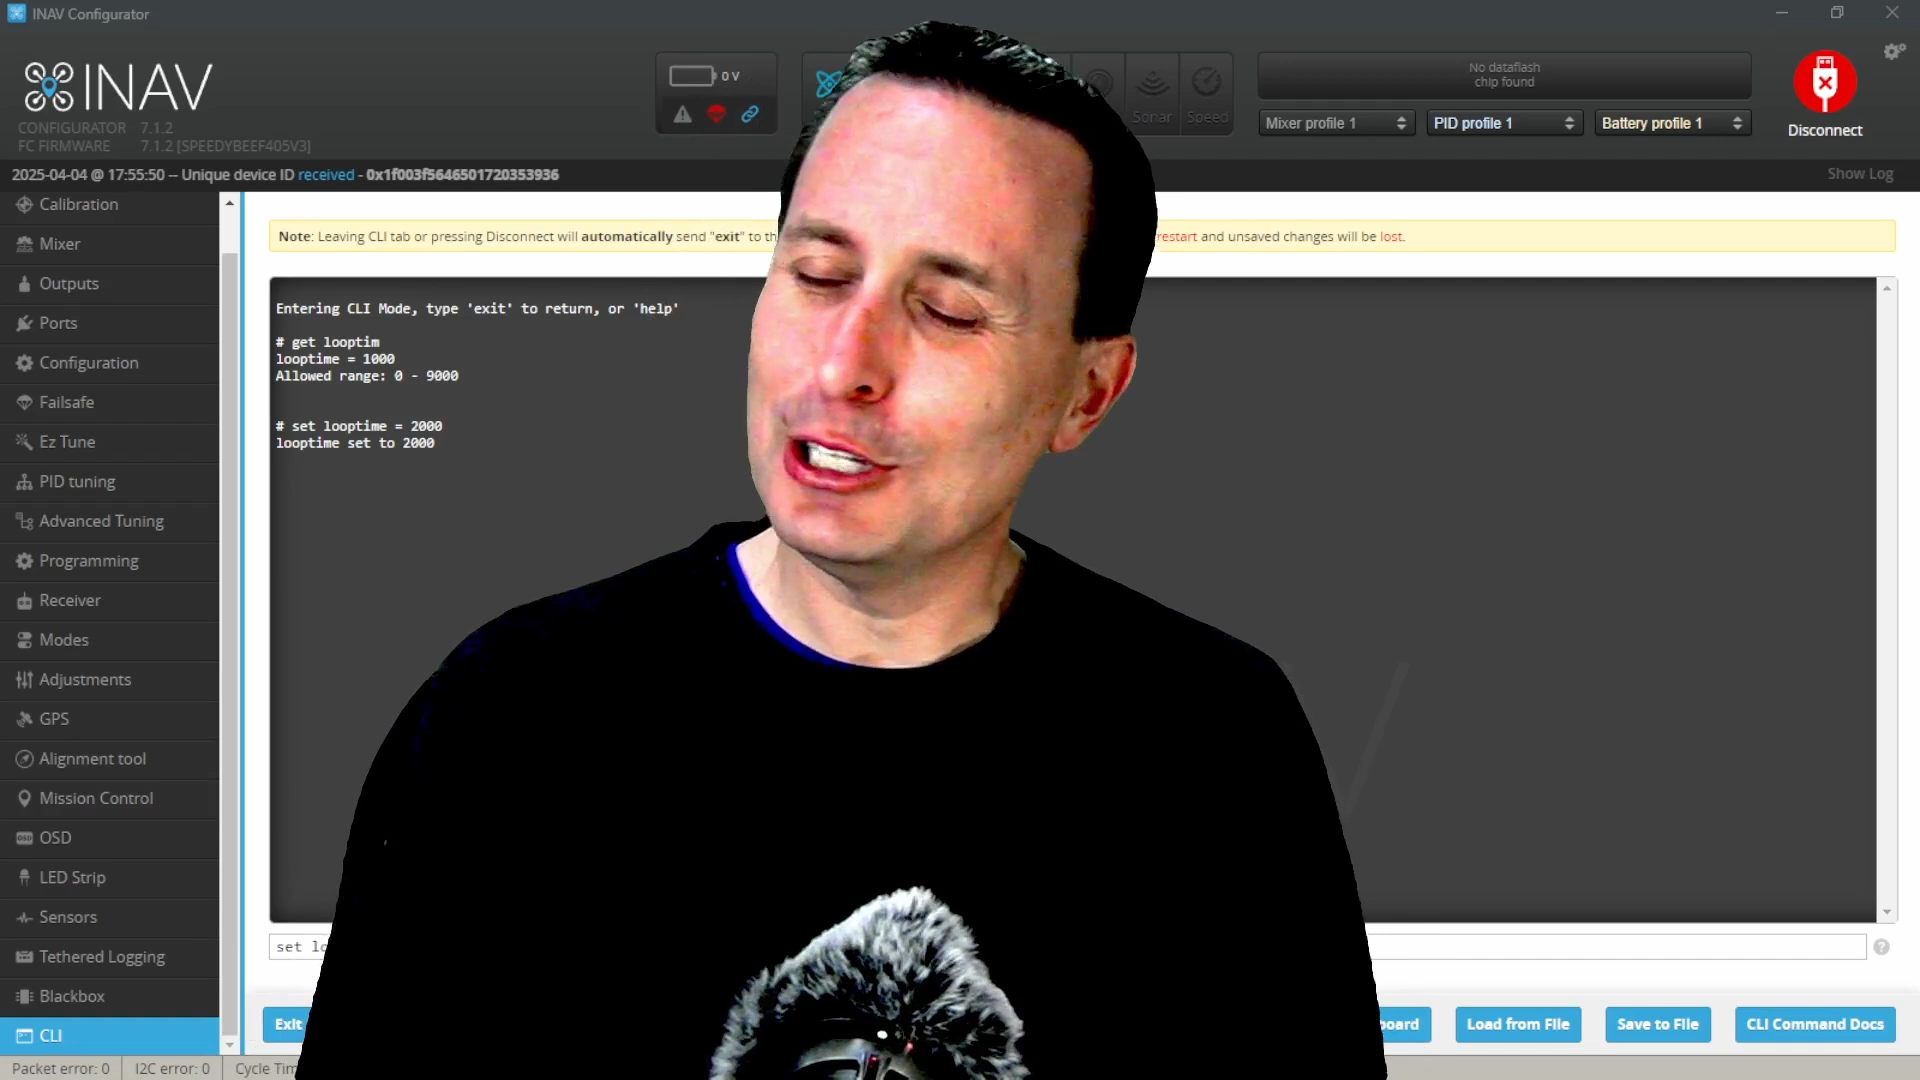 INAV Configurator
INAV
CONFIGURATOR 7.1.2
FC FIRMWARE 7.1.2 [SPEEDYBEEF405V3]
0 V
Sonar
Speed
No dataflash
chip found
Mixer profile 1
PID profile 1
Battery profile 1
Disconnect
2025-04-04 @ 17:55:50 -- Unique device ID received - 0x1f003f5646501720353936
Show Log
Calibration
Mixer
Outputs
Ports
Configuration
Failsafe
Ez Tune
PID tuning
Advanced Tuning
Programming
Receiver
Modes
Adjustments
GPS
Alignment tool
Mission Control
OSD
LED Strip
Sensors
Tethered Logging
Blackbox
CLI
Note: Leaving CLI tab or pressing Disconnect will automatically send "exit" to restart and unsaved changes will be lost.
Entering CLI Mode, type 'exit' to return, or 'help'
# get looptim
looptime = 1000
Allowed range: 0 - 9000
# set looptime = 2000
looptime set to 2000
set
Exit
Load from File
Save to File
CLI Command Docs
Packet error: 0
I2C error: 0
Cycle